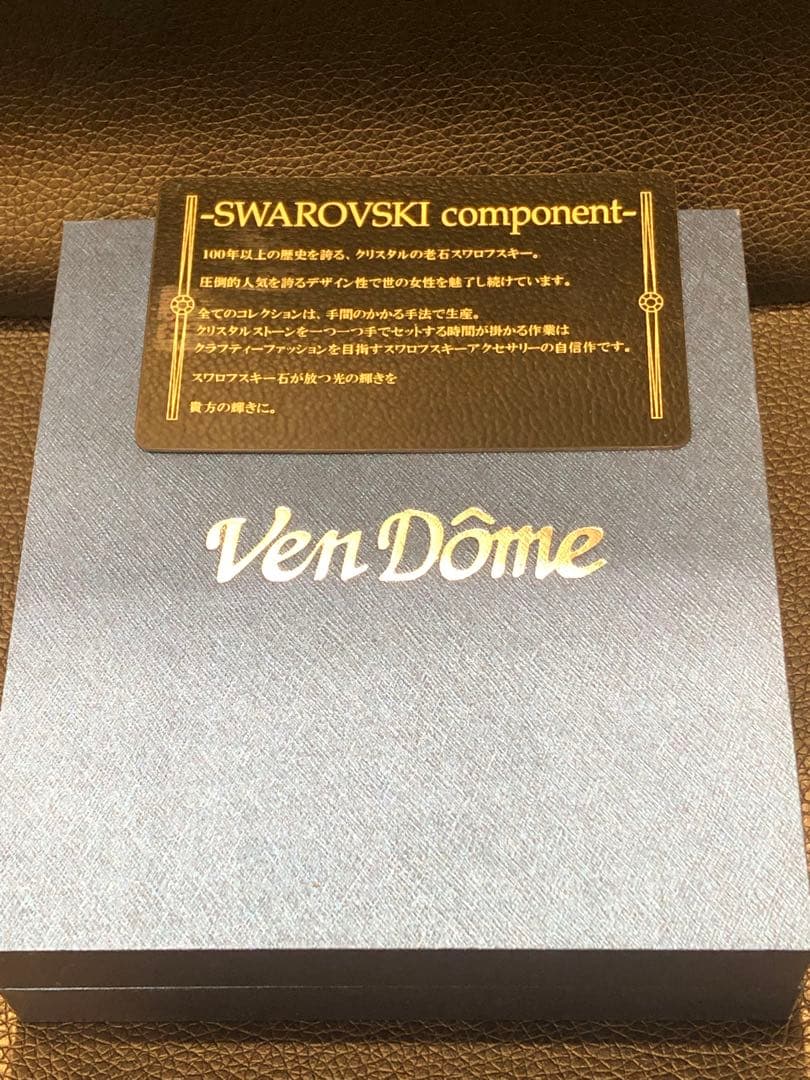 -SWAROVSKI component-
100年以上の歴史を誇る、クリスタルの老石スワロフスキー。
圧倒的人気を誇るデザイン性で世の女性を魅了し続けています。
全てのコレクションは、手間のかかる手法で生産。
クリスタルストーンを一つ一つ手でセットする時間が掛かる作業は
クラフティーファッションを目指すスワロフスキーアクセサリーの自信作です。
スワロフスキー石が放つ光の輝きを
貴方の輝きに。
Ven Dôme